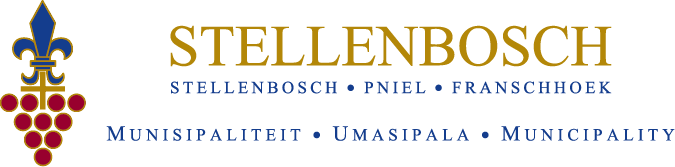 STELLENBOSCH
STELLENBOSCH • PNIEL • FRANSCHHOEK
MUNISIPALITEIT • UMASIPALA • MUNICIPALITY